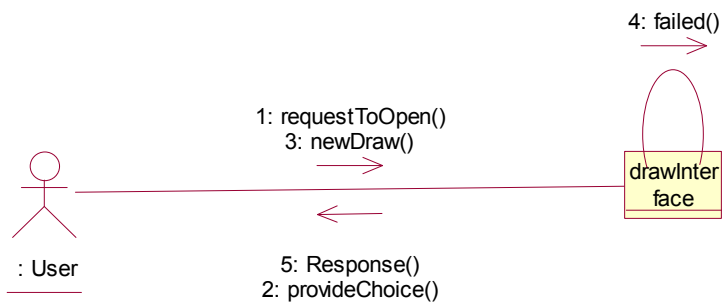 4: failed()
1: requestToOpen()
3: newDraw()
drawInter
face
: User
5: Response()
2: provideChoice()